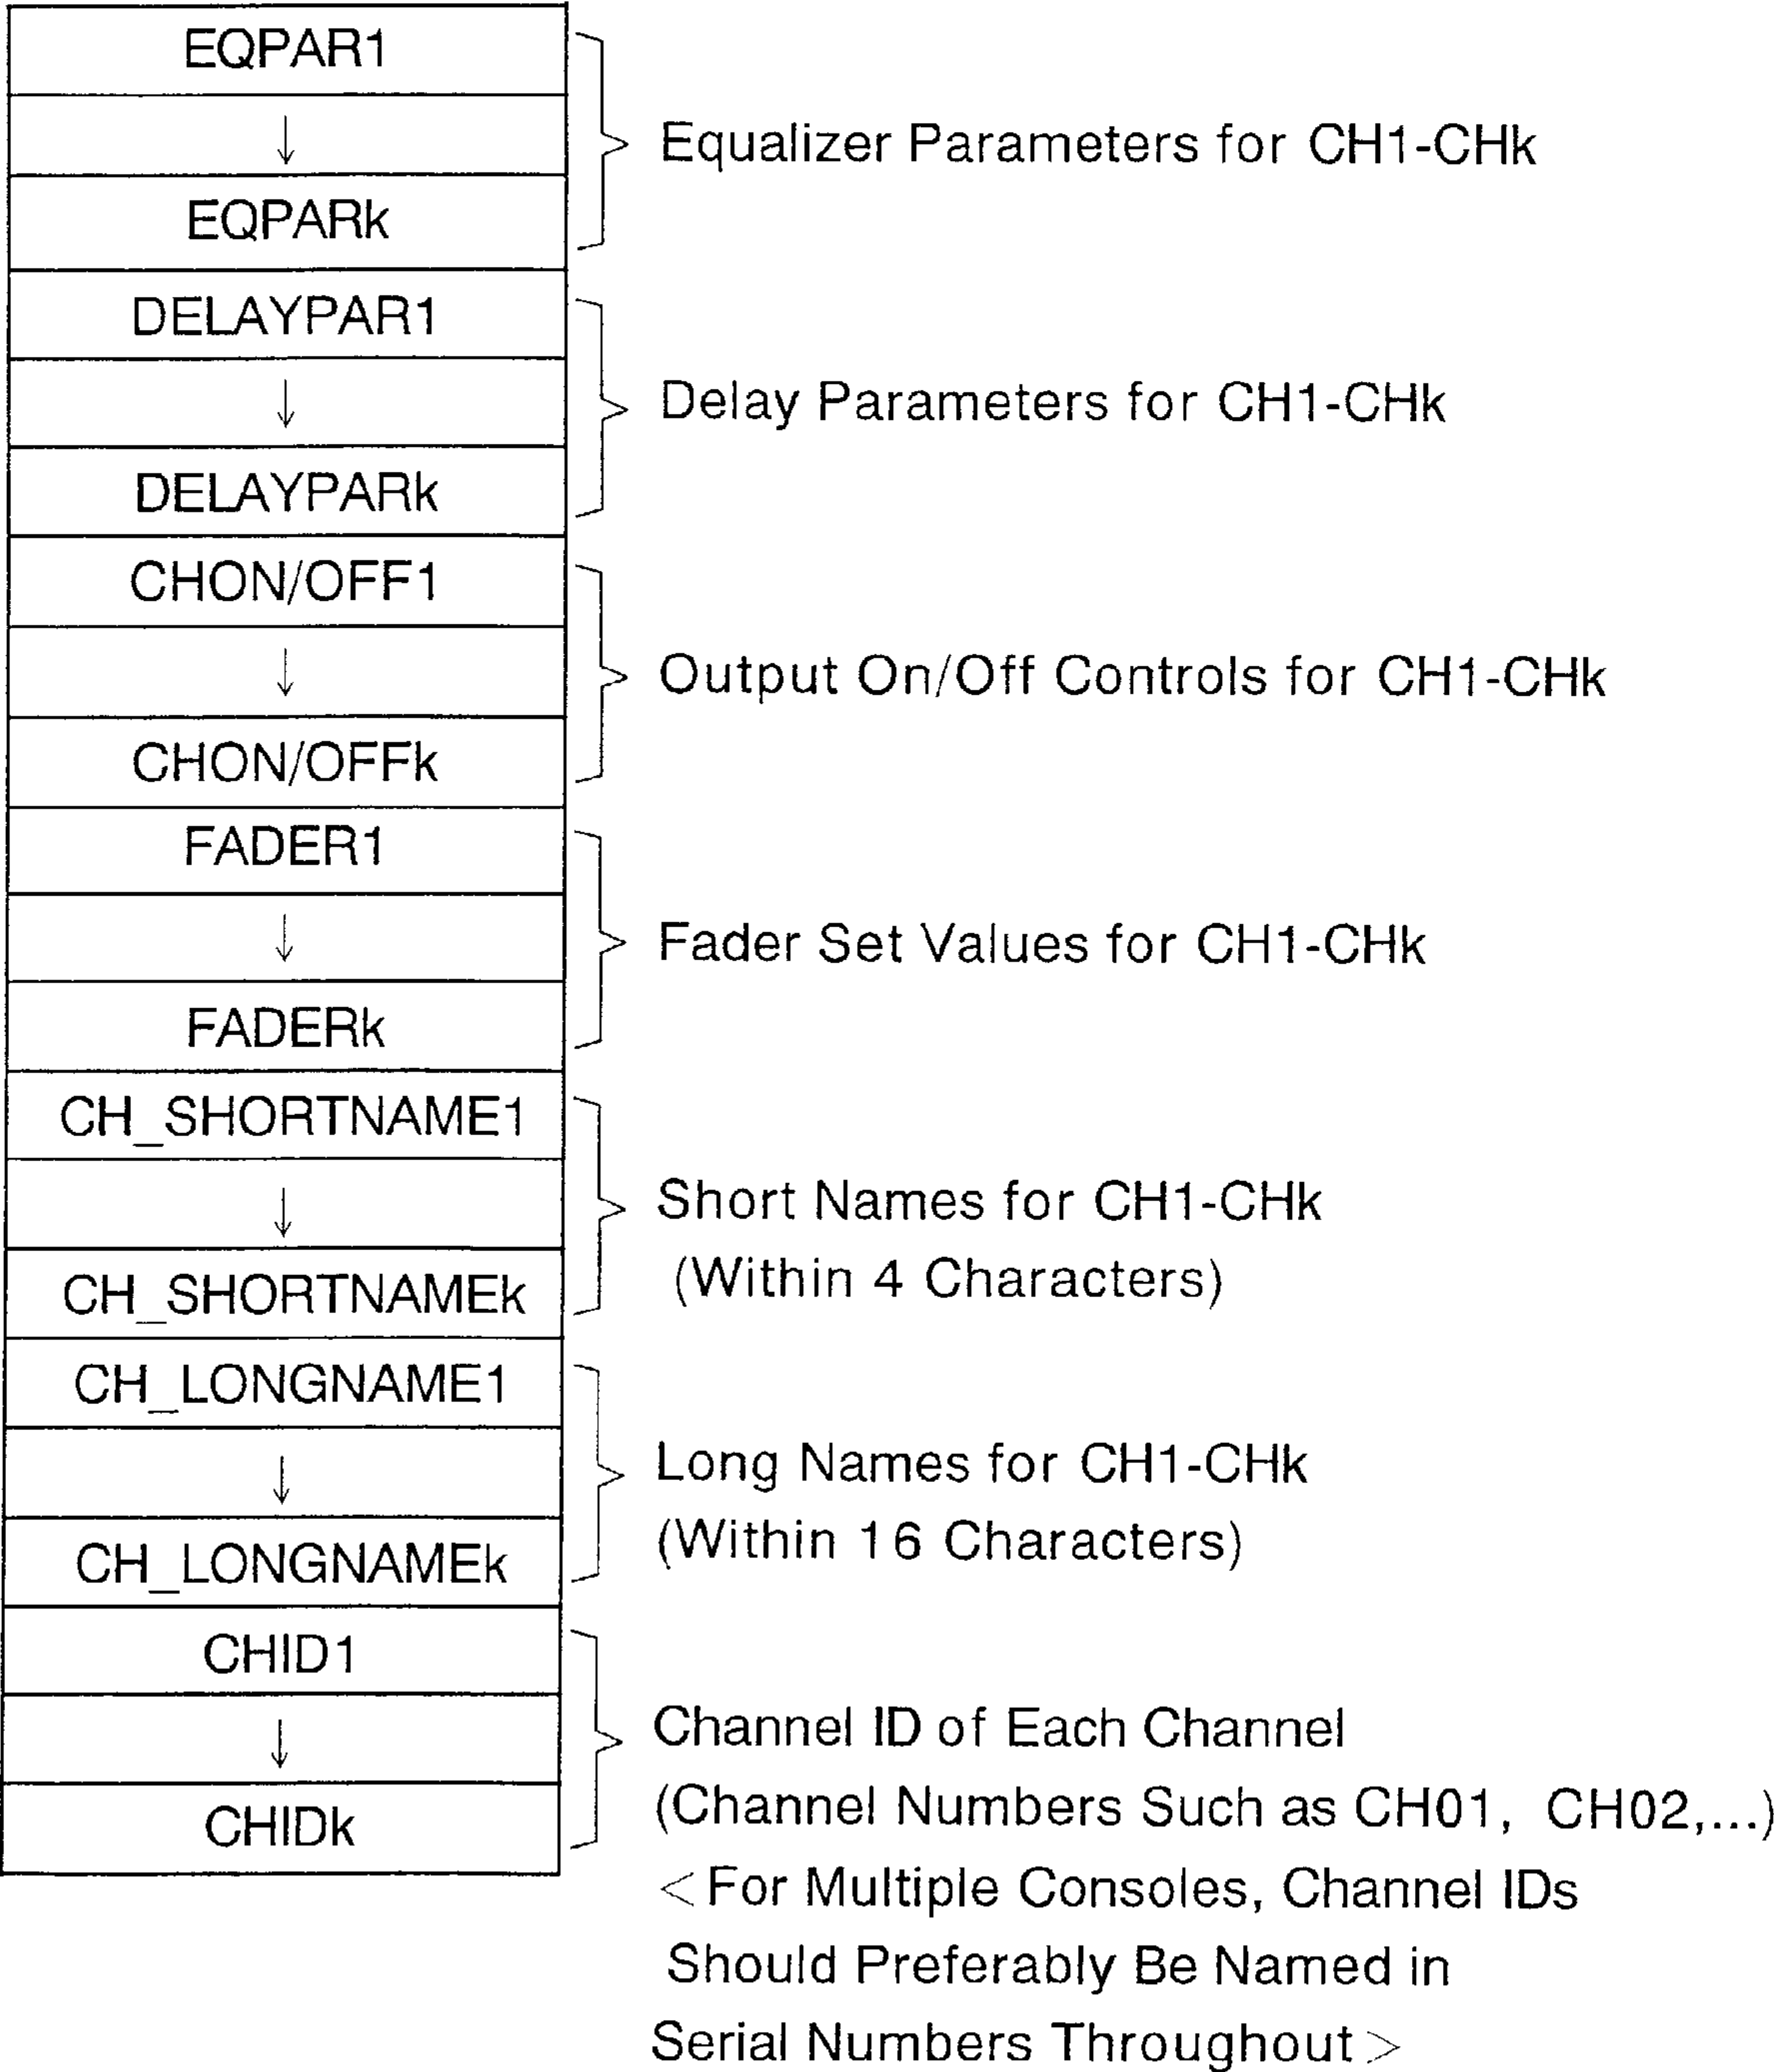 EQPAR1
↓
EQPARk
Equalizer Parameters for CH1-CHk
DELAYPAR1
↓
DELAYPARk
Delay Parameters for CH1-CHk
CHON/OFF1
↓
CHON/OFFk
Output On/Off Controls for CH1-CHk
FADER1
↓
FADERk
Fader Set Values for CH1-CHk
CH_SHORTNAME1
↓
CH_SHORTNAMEk
Short Names for CH1-CHk
(Within 4 Characters)
CH_LONGNAME1
↓
CH_LONGNAMEk
Long Names for CH1-CHk
(Within 16 Characters)
CHID1
↓
CHIDk
Channel ID of Each Channel
(Channel Numbers Such as CH01, CH02,...)
<For Multiple Consoles, Channel IDs
Should Preferably Be Named in
Serial Numbers Throughout>